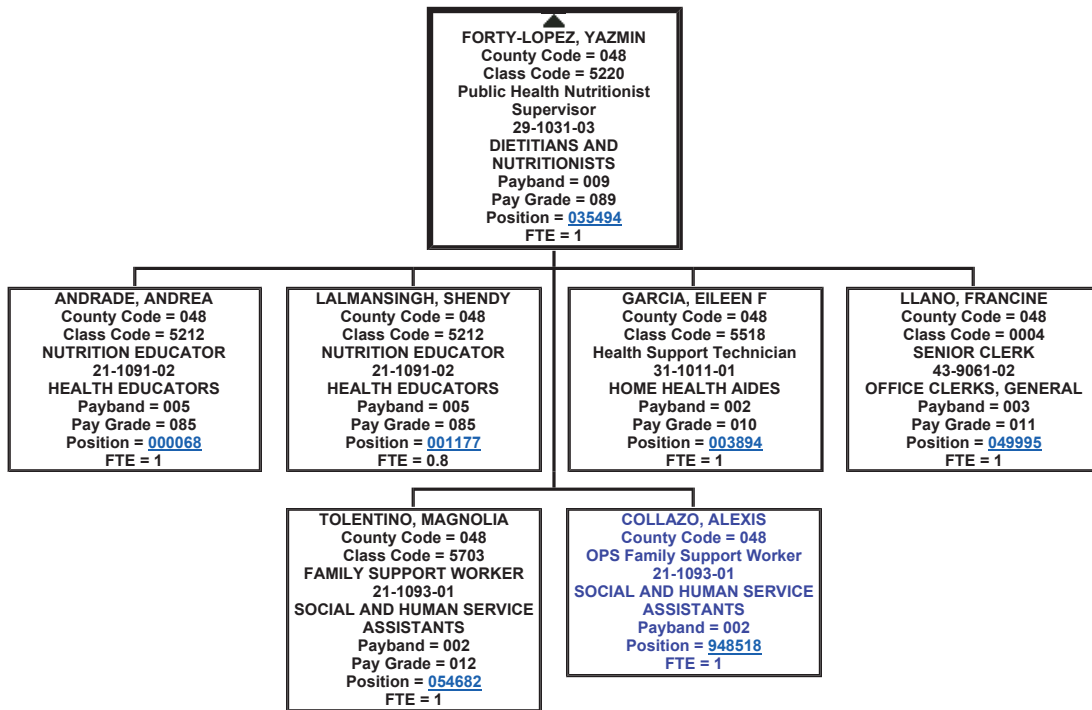 FORTY-LOPEZ, YAZMIN
County Code = 048
Class Code = 5220
Public Health Nutritionist
Supervisor
29-1031-03
DIETITIANS AND
NUTRITIONISTS
Payband = 009
Pay Grade = 089
Position = 035494
FTE = 1
ANDRADE, ANDREA
County Code = 048
Class Code = 5212
NUTRITION EDUCATOR
21-1091-02
HEALTH EDUCATORS
Payband = 005
Pay Grade = 085
Position = 000068
FTE = 1
LALMANSINGH, SHENDY
County Code = 048
Class Code = 5212
NUTRITION EDUCATOR
21-1091-02
HEALTH EDUCATORS
Payband = 005
Pay Grade = 085
Position = 001177
FTE = 0.8
GARCIA, EILEEN F
County Code = 048
Class Code = 5518
Health Support Technician
31-1011-01
HOME HEALTH AIDES
Payband = 002
Pay Grade = 010
Position = 003894
FTE = 1
LLANO, FRANCINE
County Code = 048
Class Code = 0004
SENIOR CLERK
43-9061-02
OFFICE CLERKS, GENERAL
Payband = 003
Pay Grade = 011
Position = 049995
FTE = 1
TOLENTINO, MAGNOLIA
County Code = 048
Class Code = 5703
FAMILY SUPPORT WORKER
21-1093-01
SOCIAL AND HUMAN SERVICE
ASSISTANTS
Payband = 002
Pay Grade = 012
Position = 054682
FTE = 1
COLLAZO, ALEXIS
County Code = 048
OPS Family Support Worker
21-1093-01
SOCIAL AND HUMAN SERVICE
ASSISTANTS
Payband = 002
Position = 948518
FTE = 1